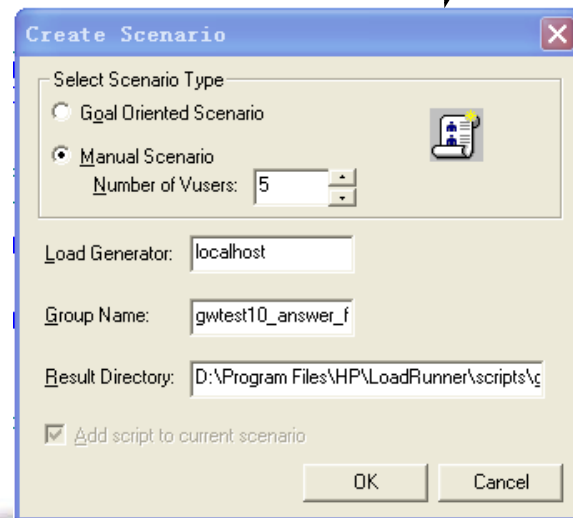 Create Scenario
Select Scenario Type
Goal Oriented Scenario
Manual Scenario
Number of Vusers: 5
Load Generator: localhost
Group Name: gwtest10_answer_f
Result Directory: D:\Program Files\HP\LoadRunner\scripts\g
Add script to current scenario
OK Cancel